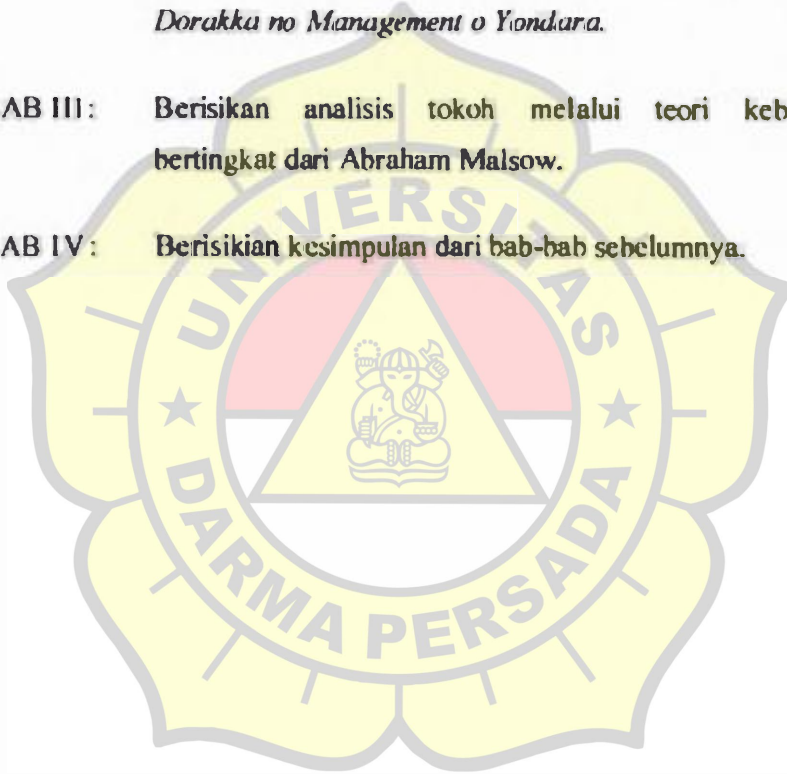 Dorakku no Management o Yondara.
AB III : Berisikan analisis tokoh melalui teori keb
bertingkat dari Abraham Malsow.
AB IV : Berisikian kesimpulan dari bab-bab sebelumnya.
UNIVERSITAS
DARMA PERSADA